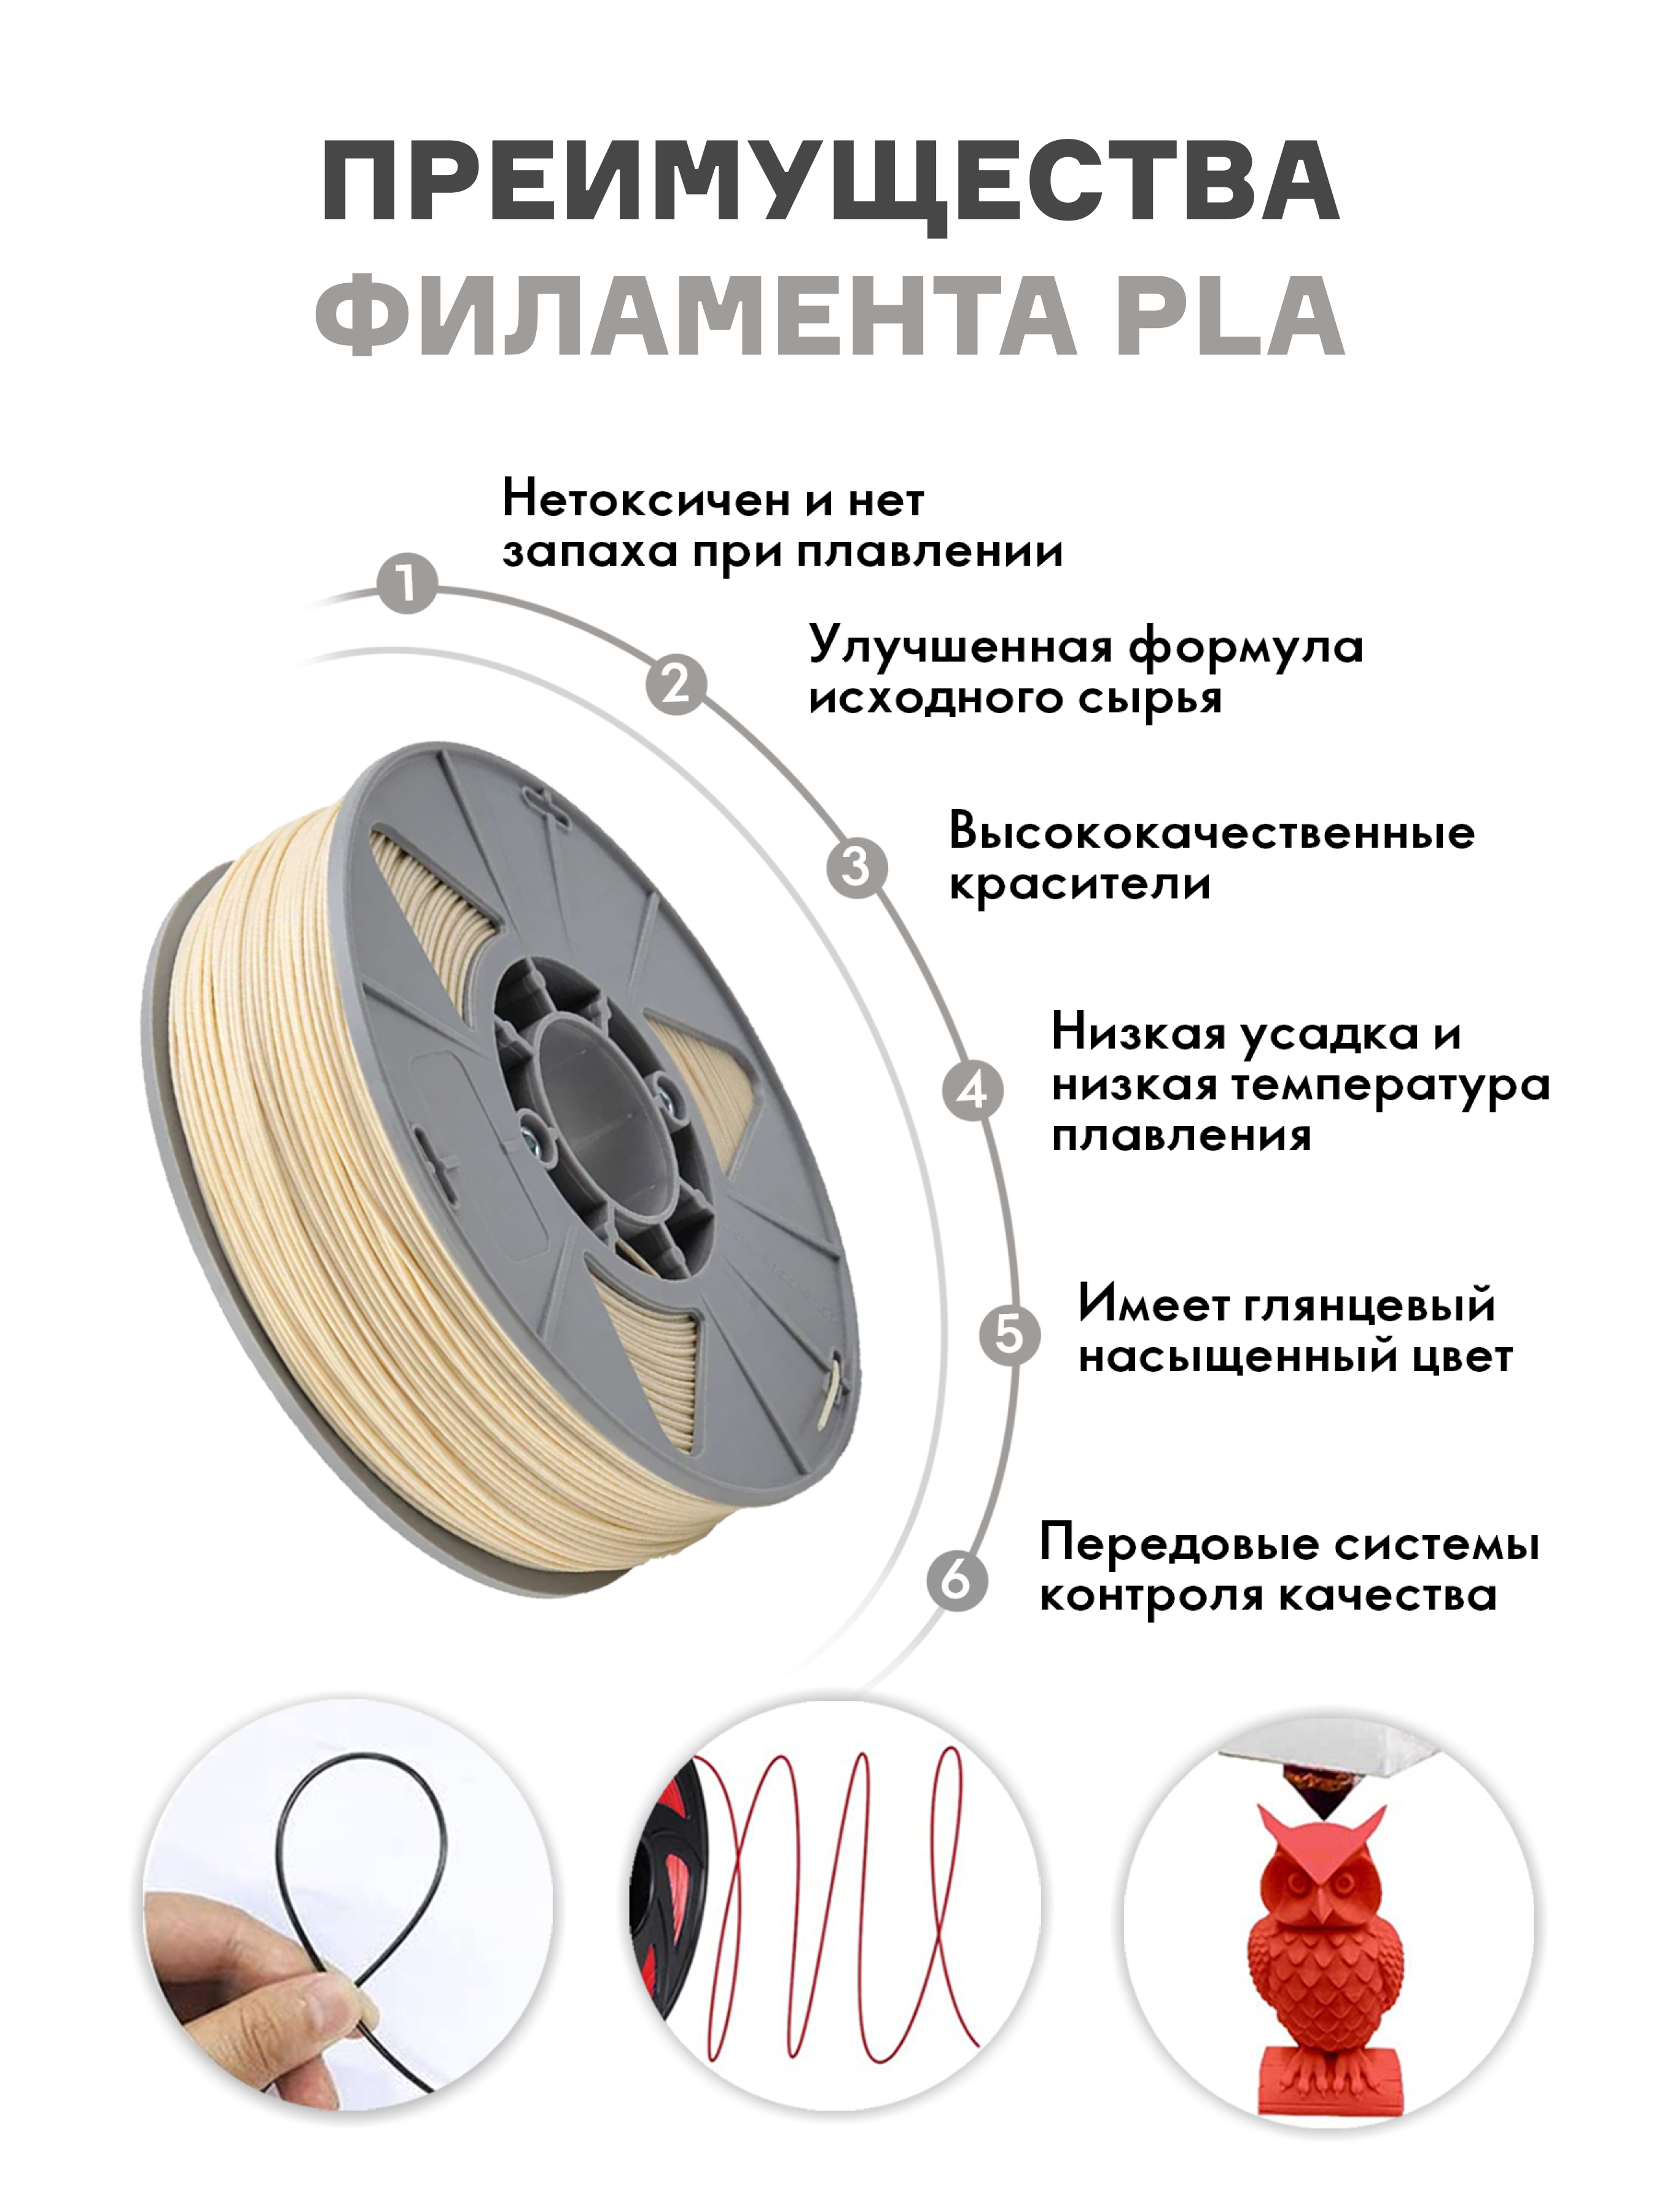 ПРЕИМУЩЕСТВА
ФИЛАМЕНТА PLA
Нетоксичен и нет
запаха при плавлении
1
Улучшенная формула
исходного сырья
2
Высококачественные
красители
3
Низкая усадка и
низкая температура
плавления
4
Имеет глянцевый
насыщенный цвет
5
Передовые системы
контроля качества
6